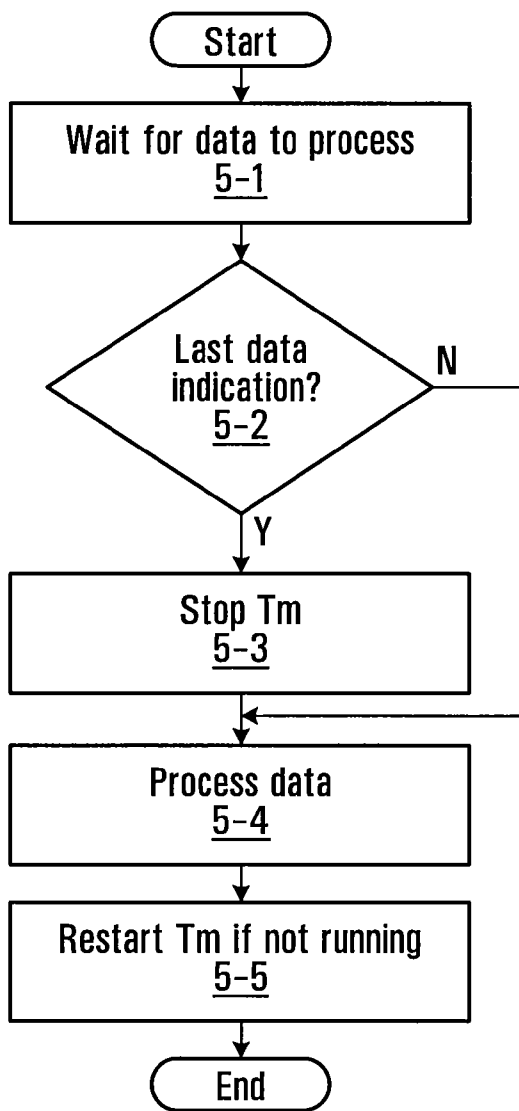 Start
Wait for data to process
5-1
Last data
indication?
5-2
N
Y
Stop Tm
5-3
Process data
5-4
Restart Tm if not running
5-5
End